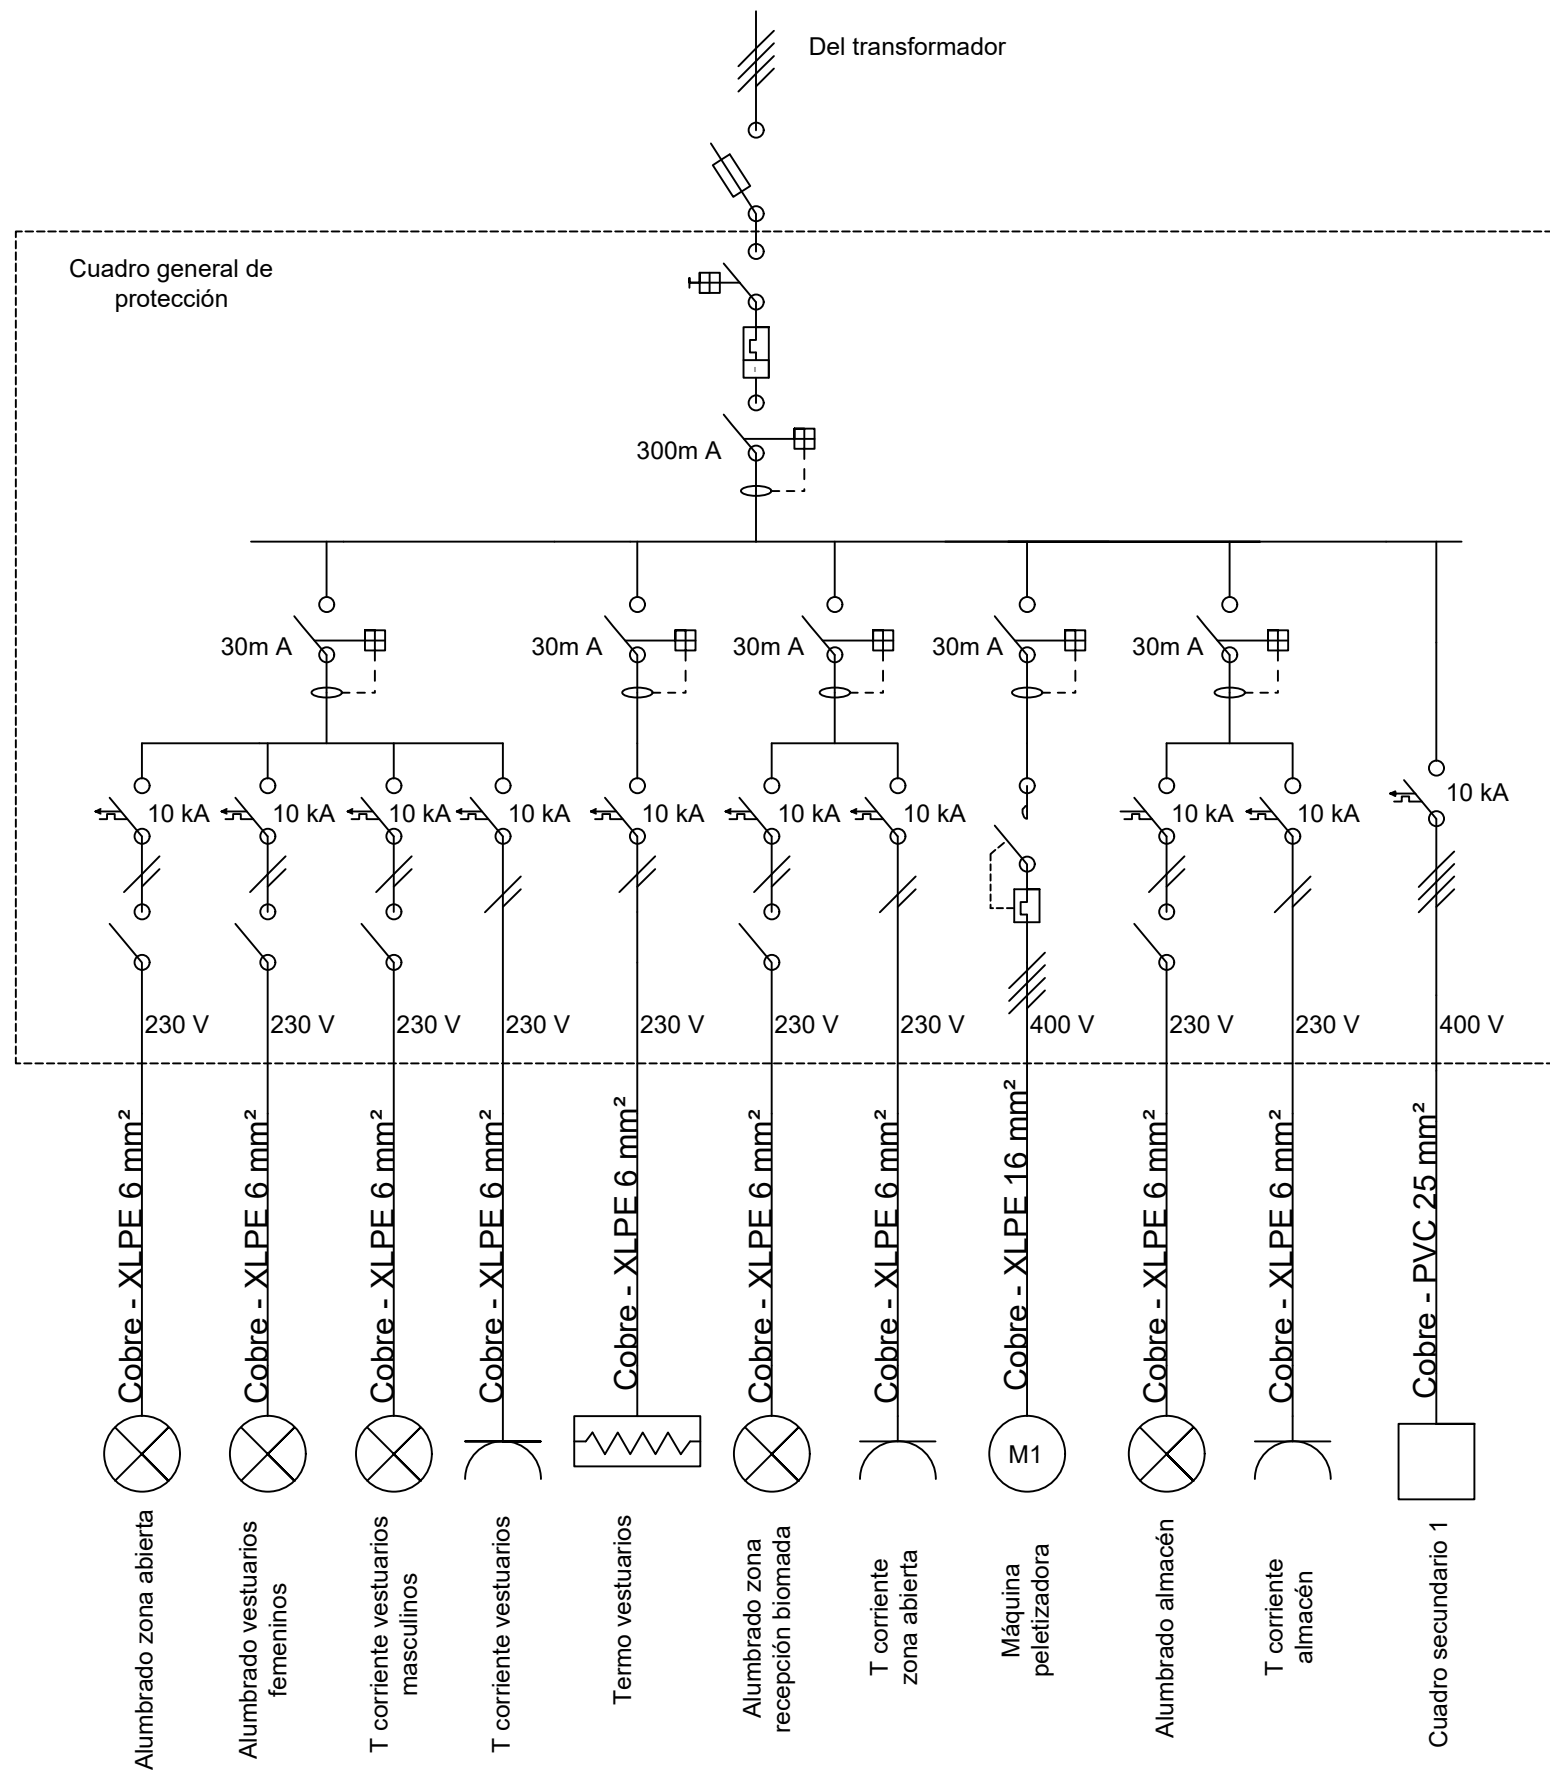 Del transformador
Cuadro general de
protección
300m A
30m A
30m A
30m A
30m A
30m A
10 kA
10 kA
10 kA
10 kA
10 kA
10 kA
10 kA
10 kA
10 kA
10 kA
230 V
230 V
230 V
230 V
230 V
230 V
230 V
400 V
230 V
230 V
400 V
Cobre - XLPE 6 mm²
Cobre - XLPE 6 mm²
Cobre - XLPE 6 mm²
Cobre - XLPE 6 mm²
Cobre - XLPE 6 mm²
Cobre - XLPE 6 mm²
Cobre - XLPE 6 mm²
Cobre - XLPE 16 mm²
Cobre - XLPE 6 mm²
Cobre - XLPE 6 mm²
Cobre - PVC 25 mm²
M1
Alumbrado zona abierta
Alumbrado vestuarios
femeninos
T corriente vestuarios
masculinos
T corriente vestuarios
Termo vestuarios
Alumbrado zona
recepción biomada
T corriente
zona abierta
Máquina
peletizadora
Alumbrado almacén
T corriente
almacén
Cuadro secundario 1